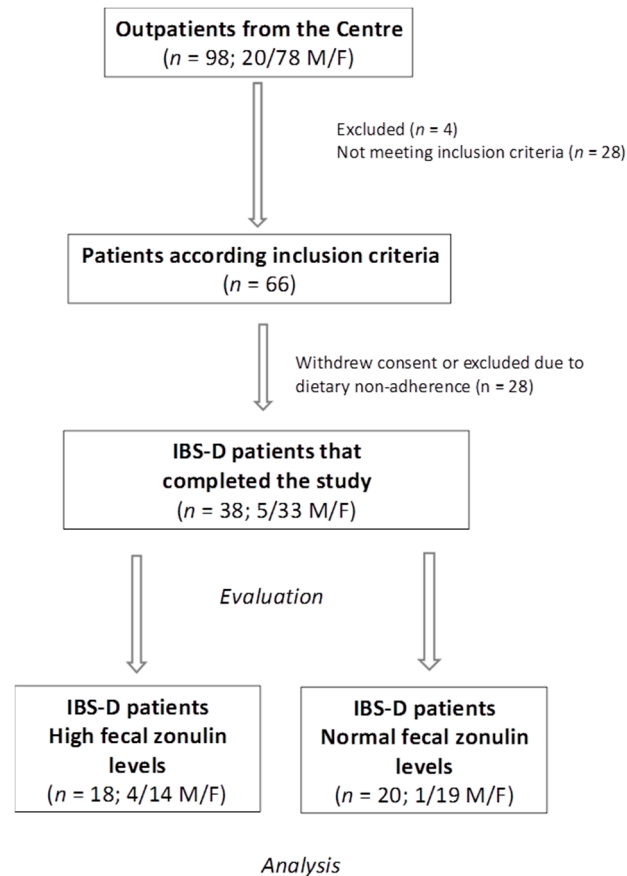 Outpatients from the Centre
(n = 98; 20/78 M/F)
Excluded (n = 4)
Not meeting inclusion criteria (n = 28)
Patients according inclusion criteria
(n = 66)
Withdrew consent or excluded due to
dietary non-adherence (n = 28)
IBS-D patients that
completed the study
(n = 38; 5/33 M/F)
Evaluation
IBS-D patients
High fecal zonulin
levels
(n = 18; 4/14 M/F)
IBS-D patients
Normal fecal zonulin
levels
(n = 20; 1/19 M/F)
Analysis